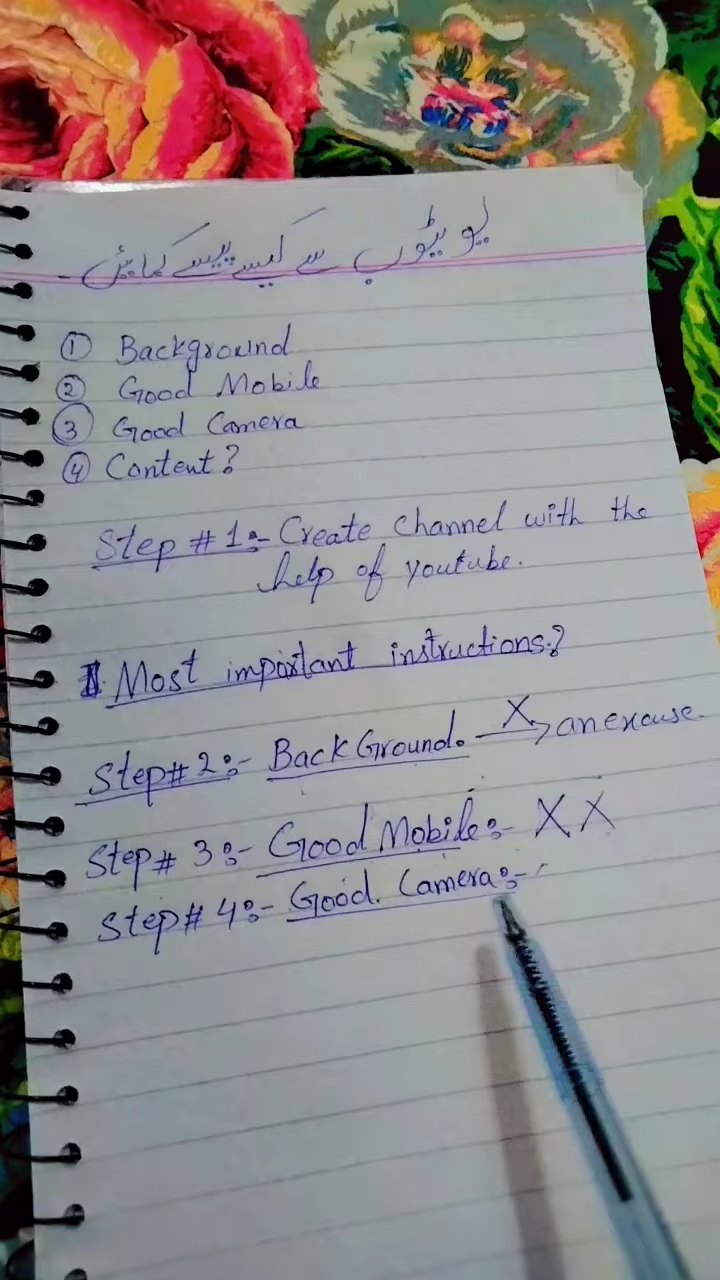 یوٹیوب سے کیسے پیسے کمائیں۔
① Background
② Good Mobile
③ Good Camera
④ Content?
Step # 1:- Create channel with the
help of youtube.
Most important instructions:?
Step# 2:- BackGround. X → an excuse.
Step# 3:- Good Mobile:- X X
Step# 4:- Good. Camera:-